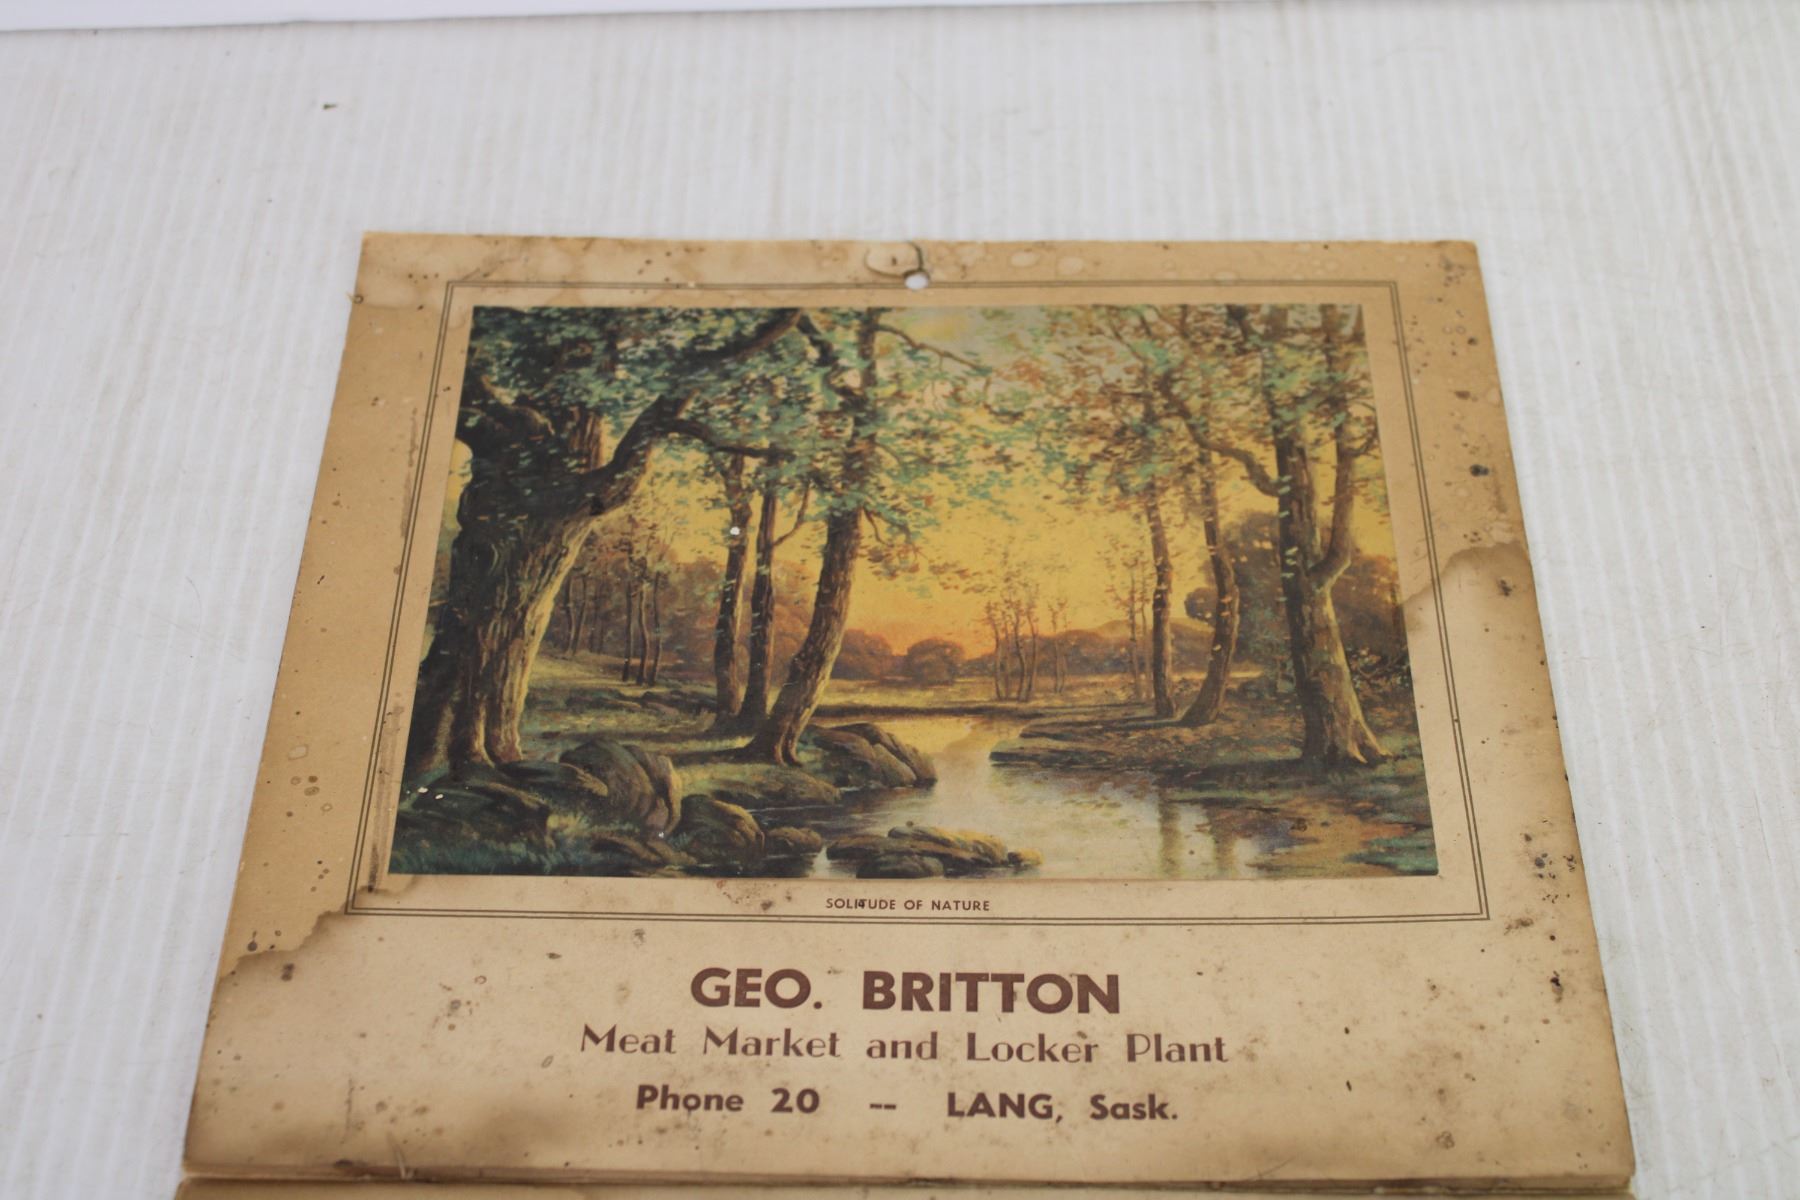 SOLITUDE OF NATURE
GEO. BRITTON
Meat Market and Locker Plant
Phone 20 -- LANG, Sask.